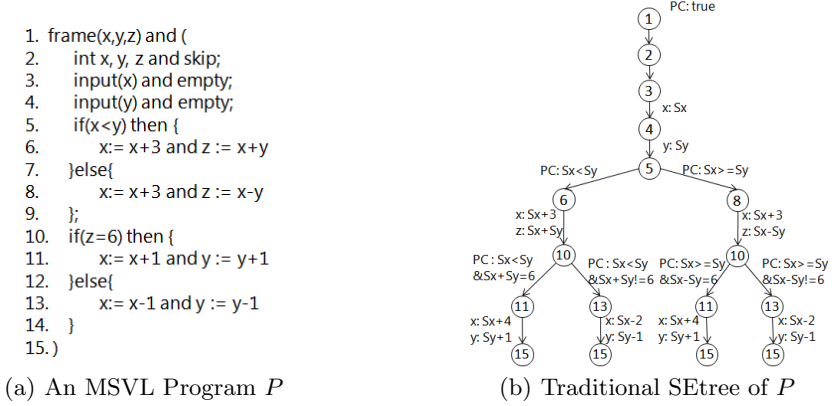 1. frame(x,y,z) and (
2. int x, y, z and skip;
3. input(x) and empty;
4. input(y) and empty;
5. if(x<y) then {
6. x:= x+3 and z := x+y
7. }else{
8. x:= x+3 and z := x-y
9. };
10. if(z=6) then {
11. x:= x+1 and y := y+1
12. }else{
13. x:= x-1 and y := y-1
14. }
15.)
(a) An MSVL Program P
PC: true
1
2
3
x: Sx
4
y: Sy
PC: Sx<Sy
5
PC: Sx>=Sy
6
8
x: Sx+3
z: Sx+Sy
x: Sx+3
z: Sx-Sy
10
10
PC: Sx<Sy
&Sx+Sy=6
PC: Sx<Sy
&Sx+Sy!=6
PC: Sx>=Sy
&Sx-Sy=6
PC: Sx>=Sy
&Sx-Sy!=6
11
13
11
13
x: Sx+4
y: Sy+1
x: Sx-2
y: Sy-1
x: Sx+4
y: Sy+1
x: Sx-2
y: Sy-1
15
15
15
15
(b) Traditional SEtree of P